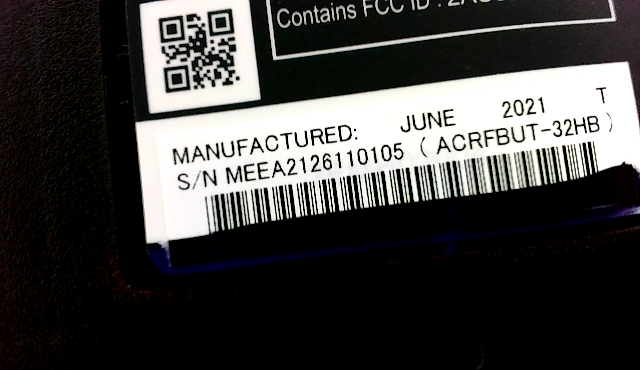 Contains FCC ID :
MANUFACTURED: JUNE 2021 T
S/N MEEA2126110105 ( ACRFBUT-32HB )